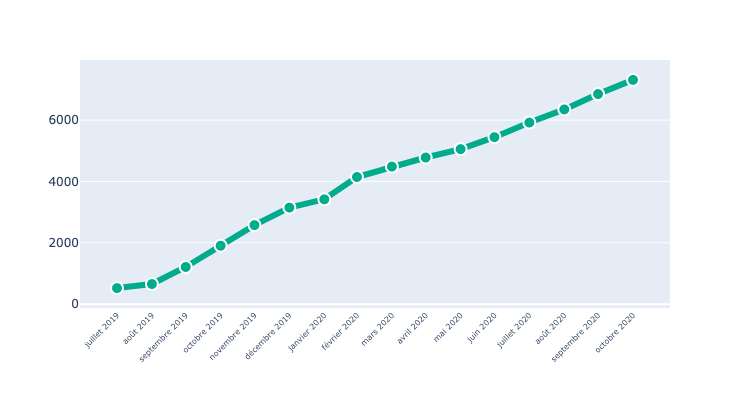 6000
4000
2000
0
juillet 2019
août 2019
septembre 2019
octobre 2019
novembre 2019
décembre 2019
janvier 2020
février 2020
mars 2020
avril 2020
mai 2020
juin 2020
juillet 2020
août 2020
septembre 2020
octobre 2020